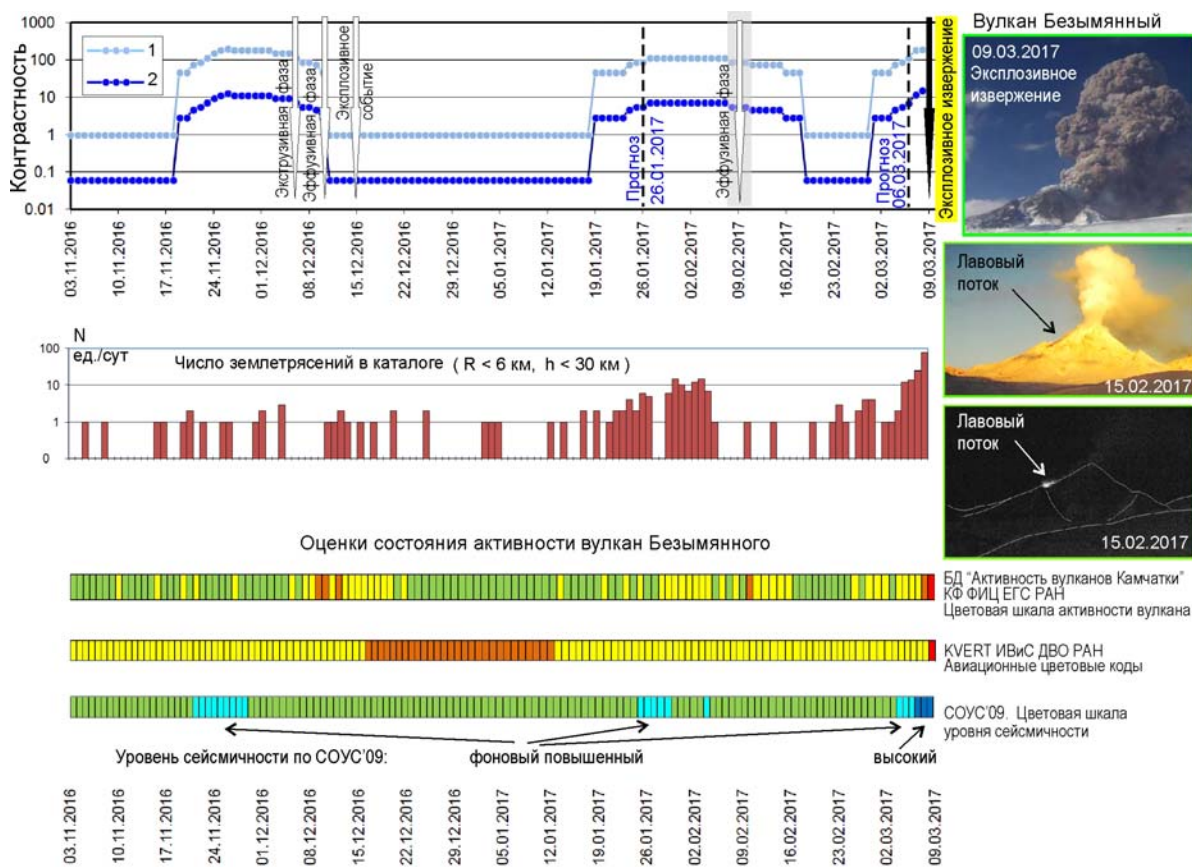 1000
100
10
1
0.1
0.01
Контрастность
1
2
Экструзивная фаза
Эффузивная фаза
Эксплозивное
событие
Прогноз
26.01.2017
Эффузивная фаза
Прогноз
06.03.2017
Эксплозивное извержение
03.11.2016
10.11.2016
17.11.2016
24.11.2016
01.12.2016
08.12.2016
15.12.2016
22.12.2016
29.12.2016
05.01.2017
12.01.2017
19.01.2017
26.01.2017
02.02.2017
09.02.2017
16.02.2017
23.02.2017
02.03.2017
09.03.2017
Вулкан Безымянный
09.03.2017
Эксплозивное
извержение
Лавовый
поток
15.02.2017
Лавовый
поток
15.02.2017
N
ед./сут
Число землетрясений в каталоге ( R < 6 км, h < 30 км )
100
10
1
0
Оценки состояния активности вулкан Безымянного
БД "Активность вулканов Камчатки"
КФ ФИЦ ЕГС РАН
Цветовая шкала активности вулкана
KVERT ИВиС ДВО РАН
Авиационные цветовые коды
СОУС'09. Цветовая шкала
уровня сейсмичности
Уровень сейсмичности по СОУС'09:
фоновый повышенный
высокий
03.11.2016
10.11.2016
17.11.2016
24.11.2016
01.12.2016
08.12.2016
15.12.2016
22.12.2016
29.12.2016
05.01.2017
12.01.2017
19.01.2017
26.01.2017
02.02.2017
09.02.2017
16.02.2017
23.02.2017
02.03.2017
09.03.2017